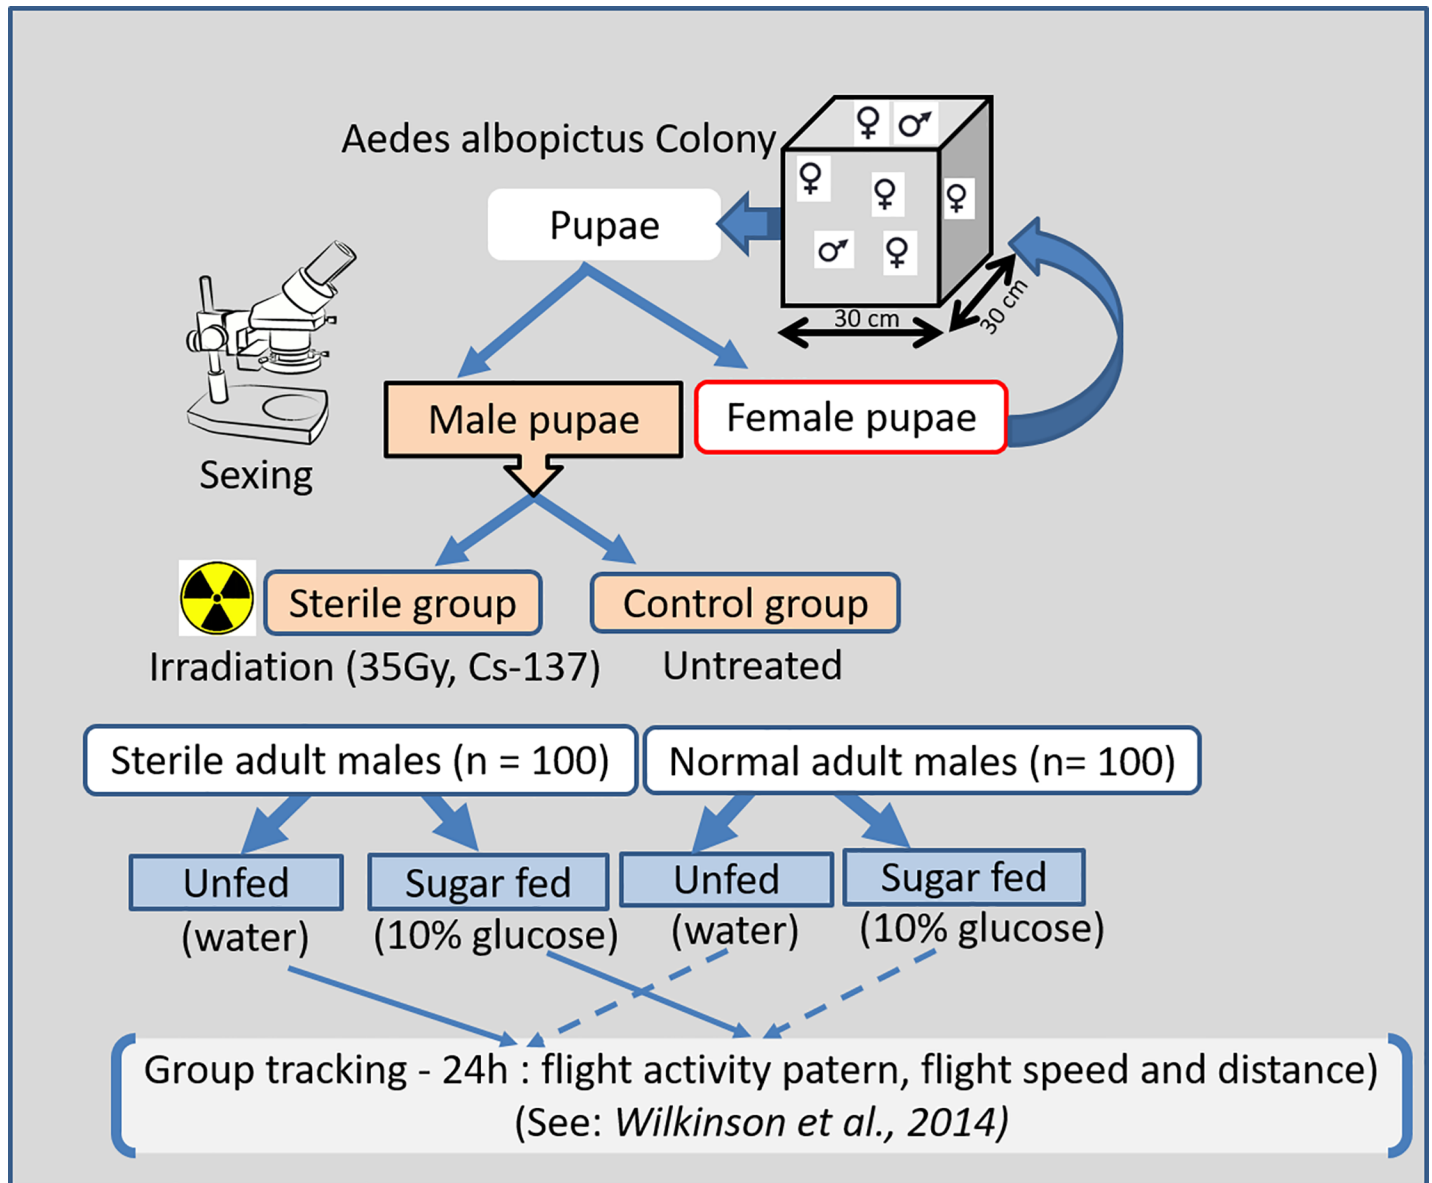 Aedes albopictus Colony
Pupae
30 cm
30 cm
Male pupae
Female pupae
Sexing
Sterile group
Control group
Irradiation (35Gy, Cs-137)
Untreated
Sterile adult males (n = 100)
Normal adult males (n= 100)
Unfed
Sugar fed
Unfed
Sugar fed
(water)
(10% glucose)
(water)
(10% glucose)
Group tracking - 24h : flight activity patern, flight speed and distance)
(See: Wilkinson et al., 2014)